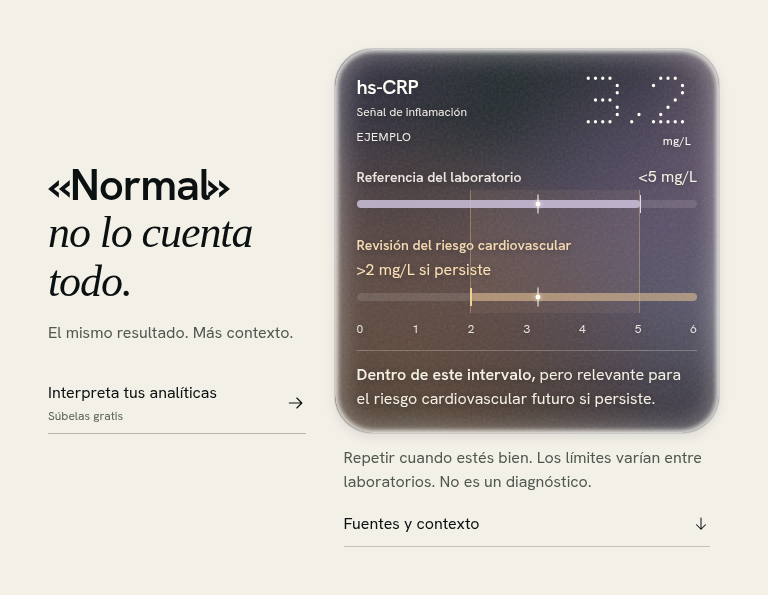 «Normal»
no lo cuenta
todo.
El mismo resultado. Más contexto.
Interpreta tus analíticas
Súbelas gratis
hs-CRP
Señal de inflamación
EJEMPLO
3.2
mg/L
Referencia del laboratorio
<5 mg/L
Revisión del riesgo cardiovascular
>2 mg/L si persiste
0 1 2 3 4 5 6
Dentro de este intervalo, pero relevante para
el riesgo cardiovascular futuro si persiste.
Repetir cuando estés bien. Los límites varían entre
laboratorios. No es un diagnóstico.
Fuentes y contexto